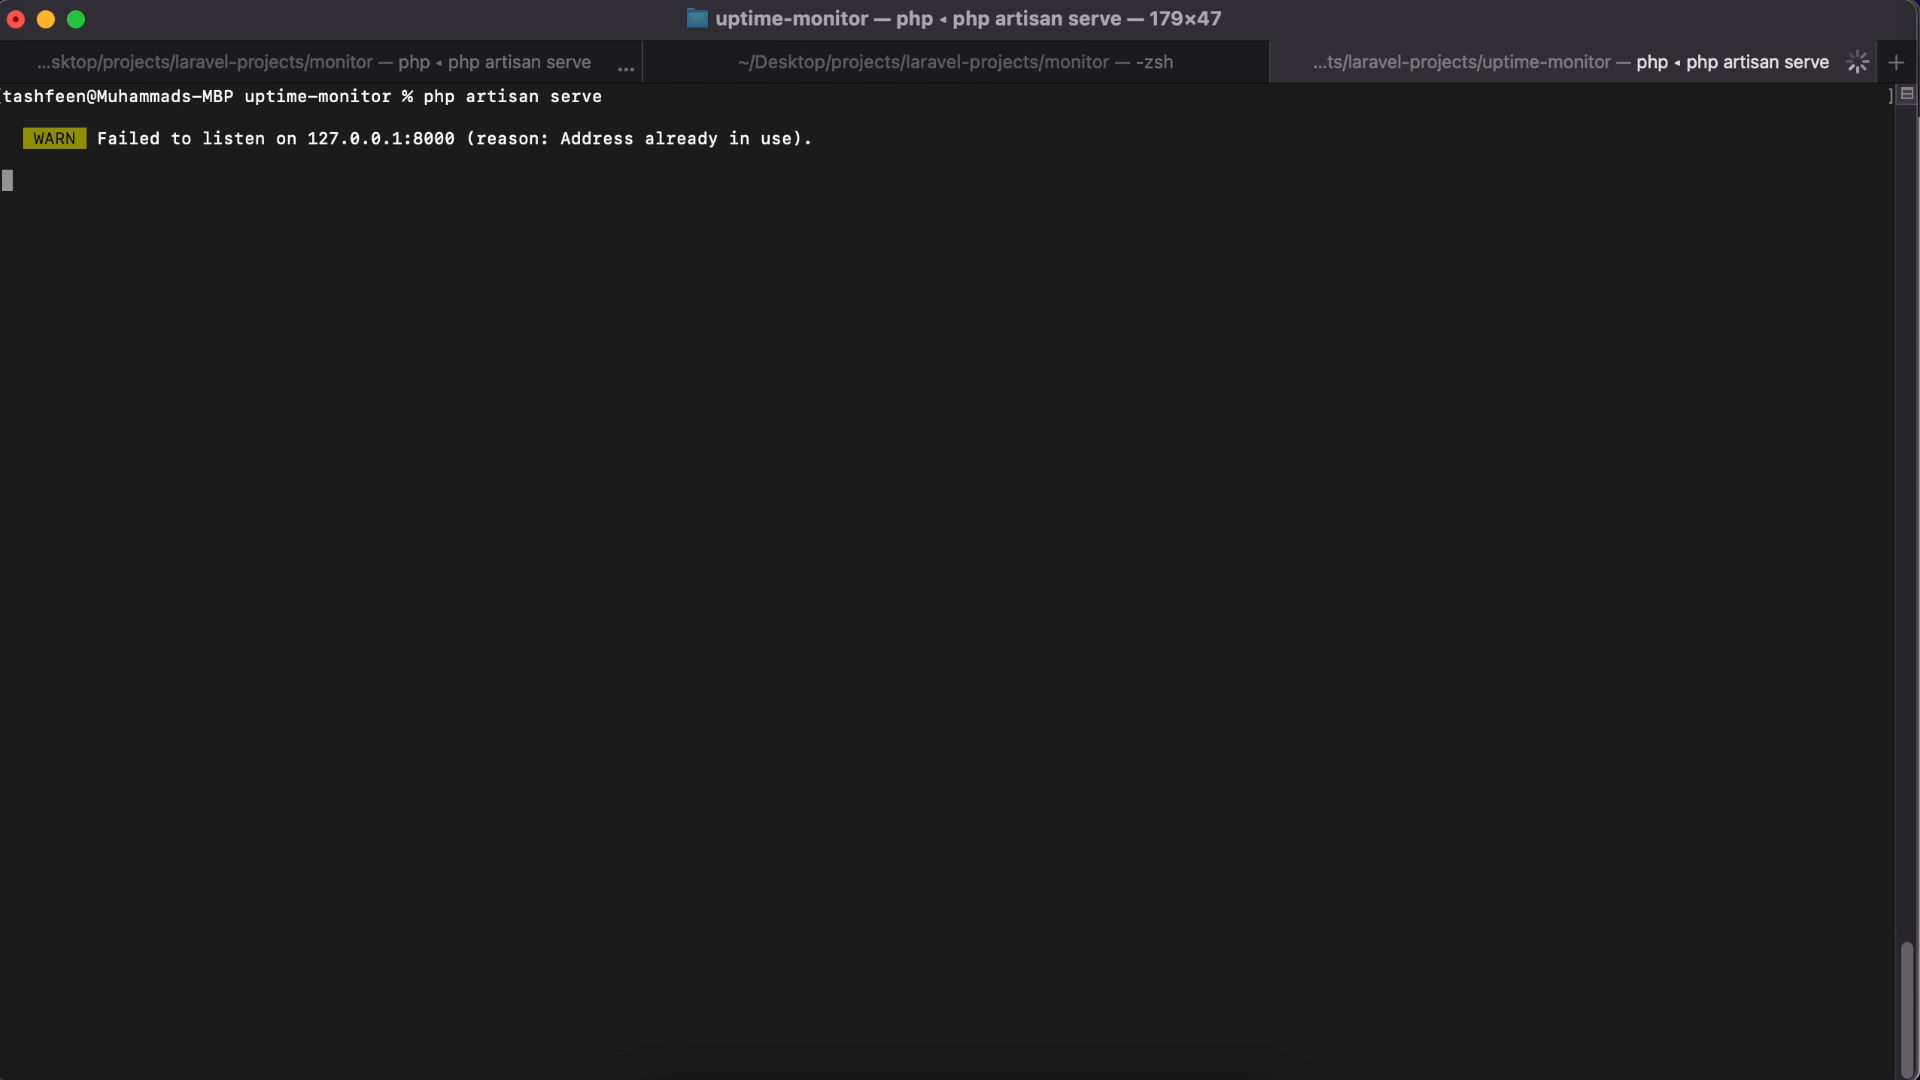 uptime-monitor — php ◂ php artisan serve — 179×47
...sktop/projects/laravel-projects/monitor — php ◂ php artisan serve ...
~/Desktop/projects/laravel-projects/monitor — -zsh
...ts/laravel-projects/uptime-monitor — php ◂ php artisan serve
[tashfeen@Muhammads-MBP uptime-monitor % php artisan serve ]
WARN Failed to listen on 127.0.0.1:8000 (reason: Address already in use).